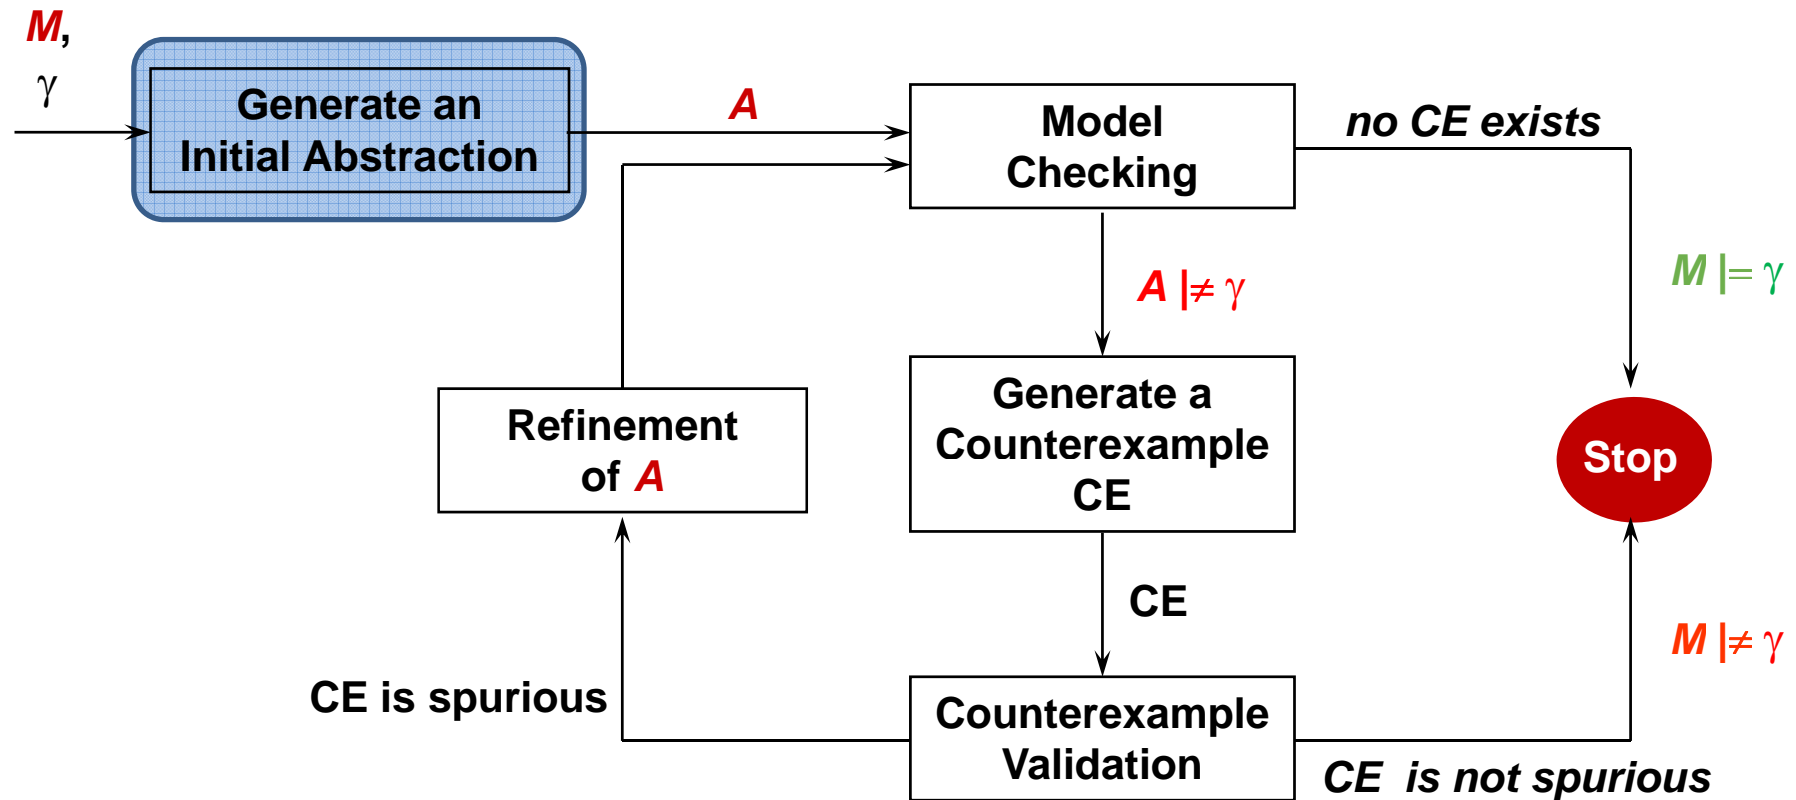 M,
γ
Generate an
Initial Abstraction
A
Model
Checking
no CE exists
A |≠ γ
M |= γ
Refinement
of A
Generate a
Counterexample
CE
Stop
CE
CE is spurious
Counterexample
Validation
M |≠ γ
CE is not spurious